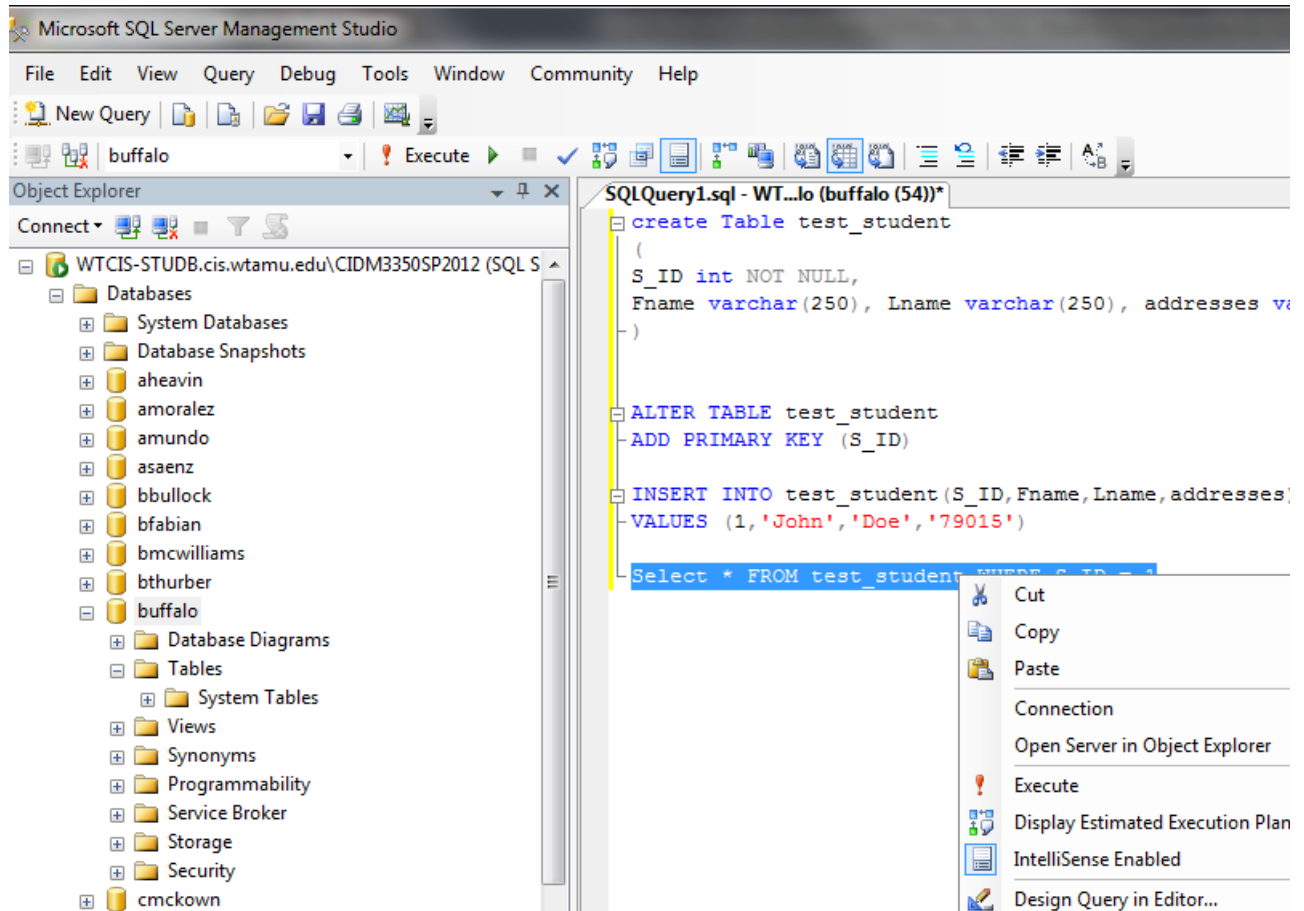 Microsoft SQL Server Management Studio
File Edit View Query Debug Tools Window Community Help
New Query
buffalo Execute
Object Explorer
SQLQuery1.sql - WT...lo (buffalo (54))*
Connect
WTCIS-STUDB.cis.wtamu.edu\CIDM3350SP2012 (SQL S
Databases
System Databases
Database Snapshots
aheavin
amoralez
amundo
asaenz
bbullock
bfabian
bmcwilliams
bthurber
buffalo
Database Diagrams
Tables
System Tables
Views
Synonyms
Programmability
Service Broker
Storage
Security
cmckown
create Table test_student
(
S_ID int NOT NULL,
Fname varchar(250), Lname varchar(250), addresses va
)
ALTER TABLE test_student
ADD PRIMARY KEY (S_ID)
INSERT INTO test_student(S_ID,Fname,Lname,addresses)
VALUES (1,'John','Doe','79015')
Select * FROM test_student WHERE S_ID = 1
Cut
Copy
Paste
Connection
Open Server in Object Explorer
Execute
Display Estimated Execution Plan
IntelliSense Enabled
Design Query in Editor...